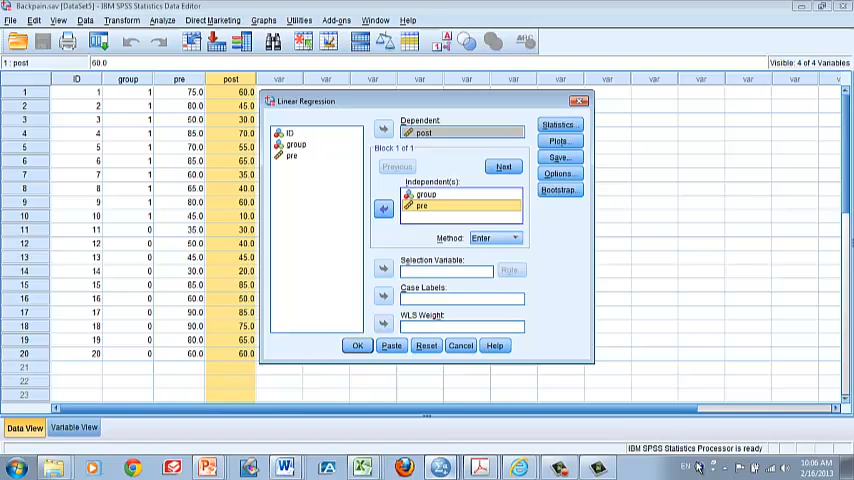 Backpain.sav [DataSet5] - IBM SPSS Statistics Data Editor
File Edit View Data Transform Analyze Direct Marketing Graphs Utilities Add-ons Window Help
1 : post 60.0 Visible: 4 of 4 Variables
ID group pre post var var var var var var var var var var
1 1 1 75.0 60.0
2 2 1 80.0 45.0
3 3 1 50.0 30.0
4 4 1 85.0 70.0
5 5 1 70.0 55.0
6 6 1 85.0 65.0
7 7 1 60.0 35.0
8 8 1 65.0 40.0
9 9 1 80.0 60.0
10 10 1 45.0 10.0
11 11 0 35.0 30.0
12 12 0 50.0 40.0
13 13 0 60.0 45.0
14 14 0 30.0 20.0
15 15 0 85.0 85.0
16 16 0 60.0 50.0
17 17 0 90.0 85.0
18 18 0 90.0 75.0
19 19 0 80.0 65.0
20 20 0 60.0 60.0
21
22
23
Linear Regression
ID
group
pre
Dependent:
post
Block 1 of 1
Previous
Next
Independent(s):
group
pre
Method: Enter
Selection Variable:
Rule...
Case Labels:
WLS Weight:
Statistics...
Plots...
Save...
Options...
Bootstrap...
OK Paste Reset Cancel Help
Data View Variable View
IBM SPSS Statistics Processor is ready
EN
10:06 AM
2/16/2013